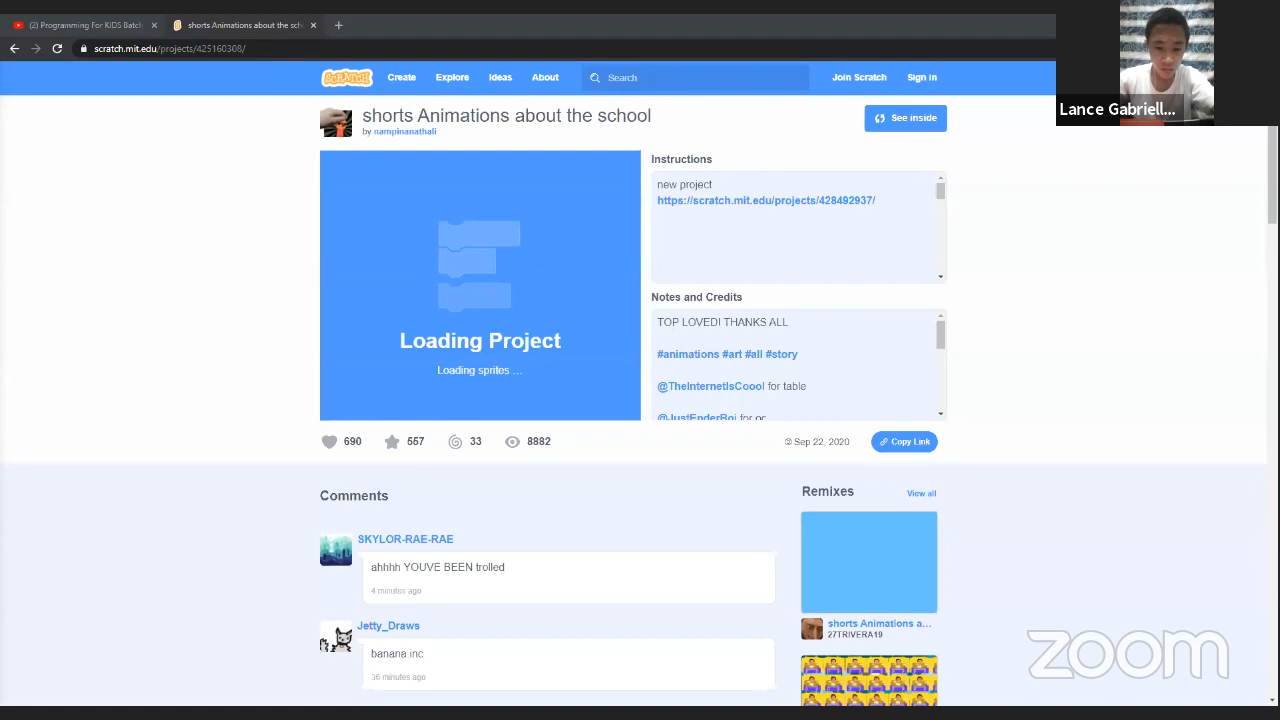 (2) Programming For KIDS Batch
shorts Animations about the sch
scratch.mit.edu/projects/425160308/
Lance Gabriell...
SCRATCH
Create
Explore
Ideas
About
Search
Join Scratch
Sign in
shorts Animations about the school
by nampinanathali
See inside
Instructions
new project
https://scratch.mit.edu/projects/428492937/
Loading Project
Loading sprites ...
Notes and Credits
TOP LOVED! THANKS ALL
#animations #art #all #story
@TheInternetIsCoool for table
@JustEnderBoi for oc
690
557
33
8882
© Sep 22, 2020
Copy Link
Comments
SKYLOR-RAE-RAE
ahhhh YOUVE BEEN trolled
4 minutes ago
Jetty_Draws
banana inc
36 minutes ago
Remixes
View all
shorts Animations a...
27TRIVERA19
zoom